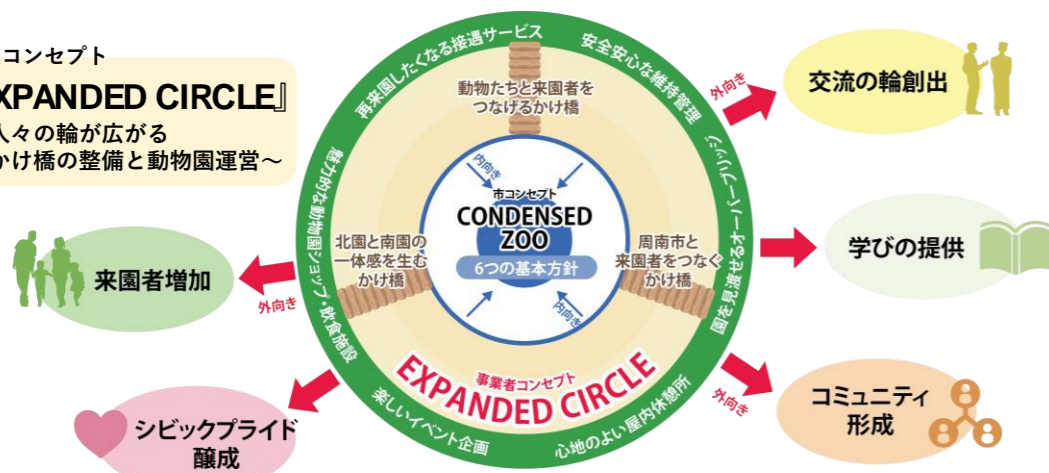 コンセプト
XPANDED CIRCLE』
人々の輪が広がる
かけ橋の整備と動物園運営～
再来園したくなる接遇サービス
安全安心な維持管理
園を見渡せるオーバーブリッジ
心地のよい屋内休憩所
楽しいイベント企画
魅力的な動物園ショップ・飲食施設
動物たちと来園者を
つなげるかけ橋
北園と南園の
一体感を生む
かけ橋
周南市と
来園者をつなぐ
かけ橋
内向き
市コンセプト
CONDENSED
ZOO
6つの基本方針
内向き
事業者コンセプト
EXPANDED CIRCLE
外向き
交流の輪創出
学びの提供
外向き
コミュニティ
形成
外向き
来園者増加
シビックプライド
醸成